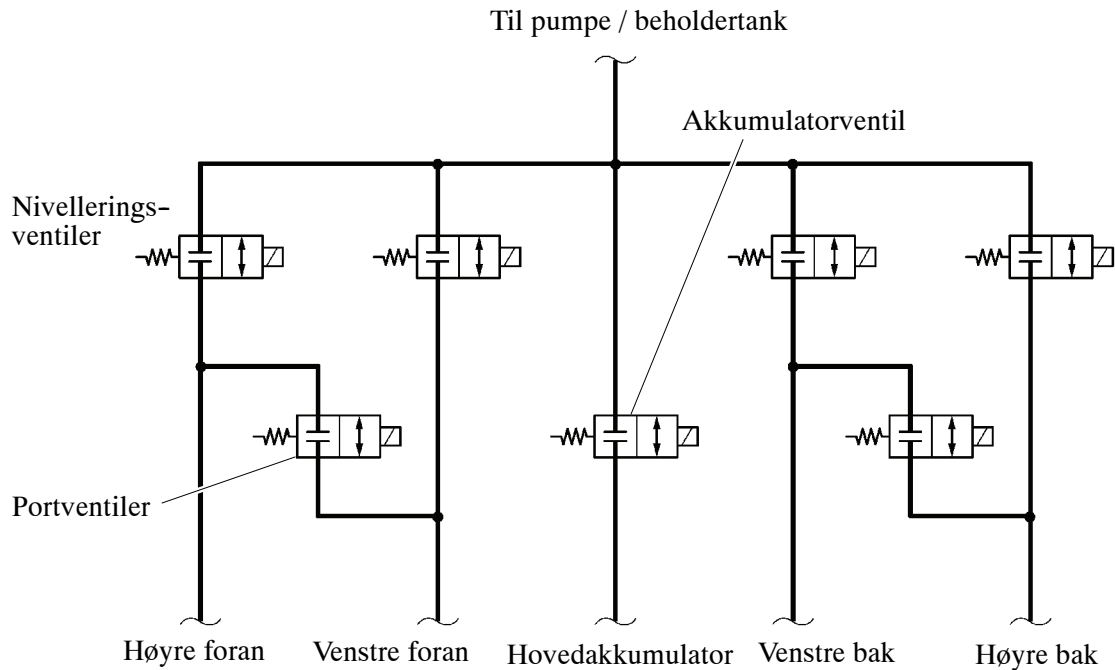 Til pumpe / beholdertank
Akkumulatorventil
Nivellerings-
ventiler
Portventiler
Høyre foran
Venstre foran
Hovedakkumulator
Venstre bak
Høyre bak